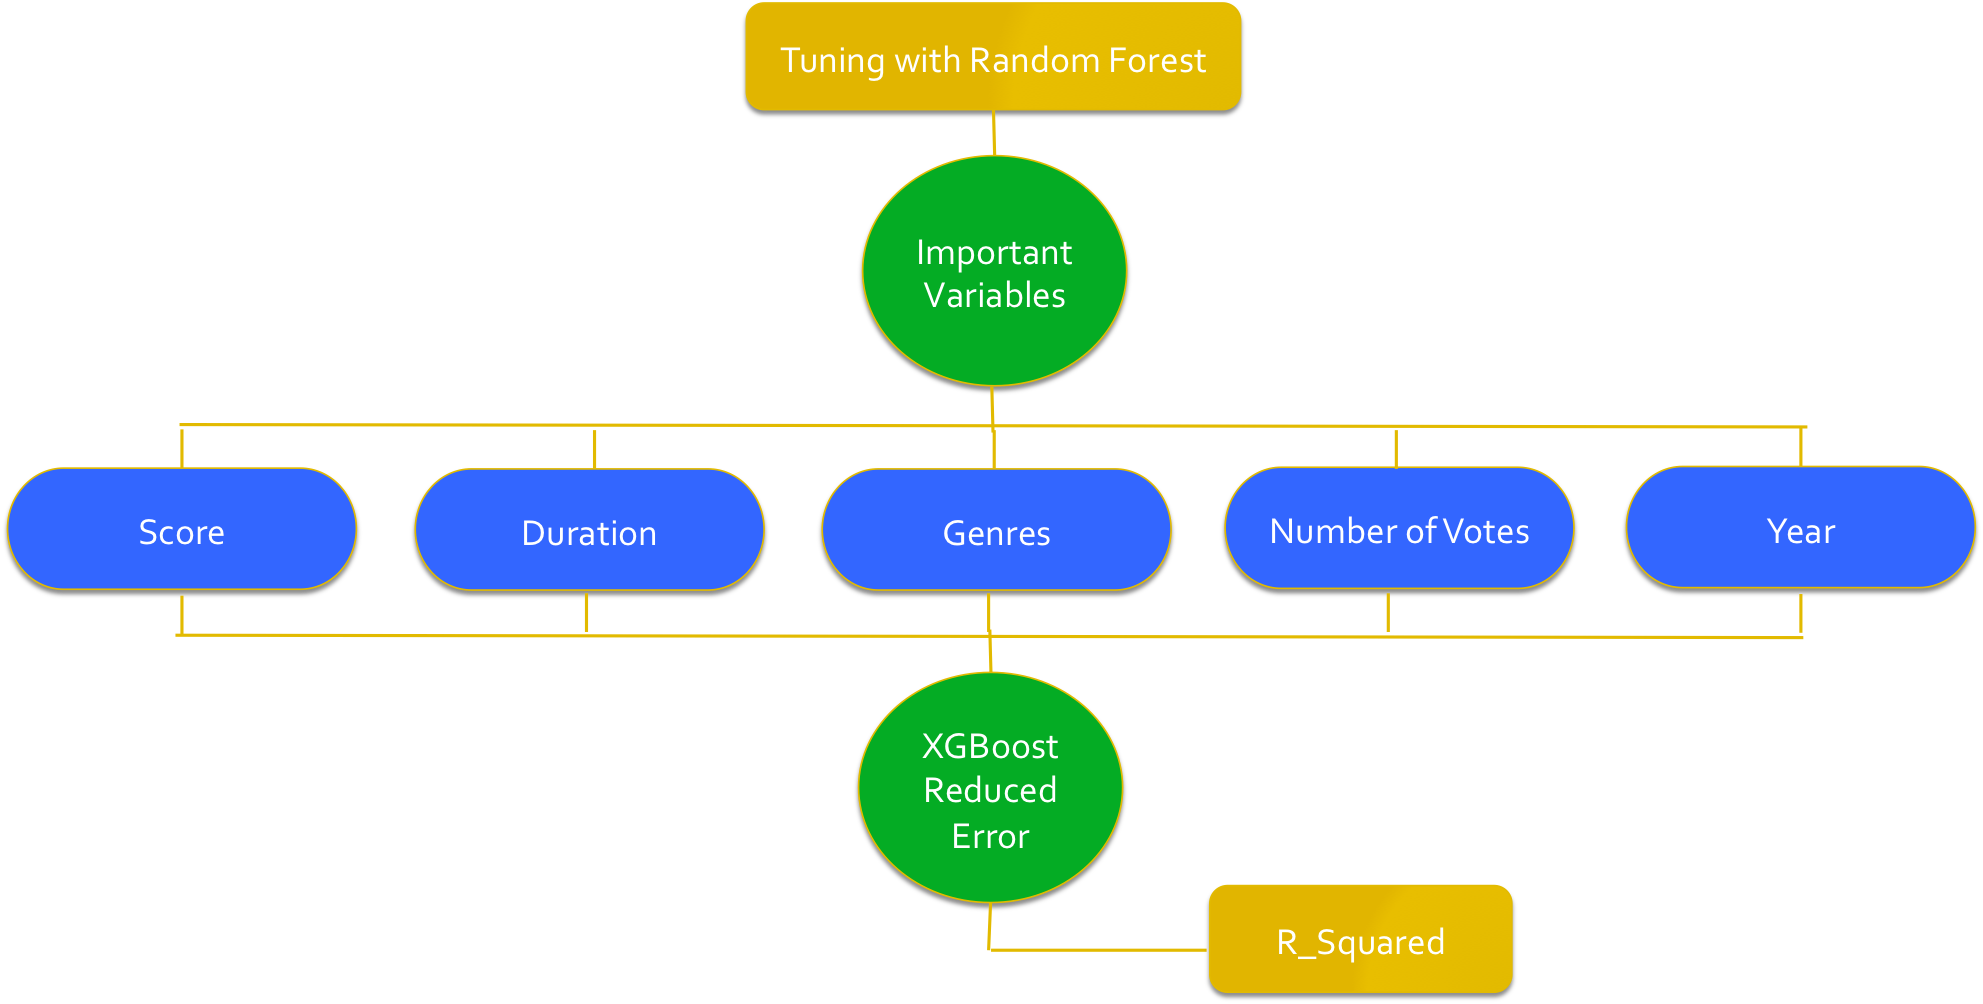 Tuning with Random Forest
Important
Variables
Score
Duration
Genres
Number of Votes
Year
XGBoost
Reduced
Error
R_Squared